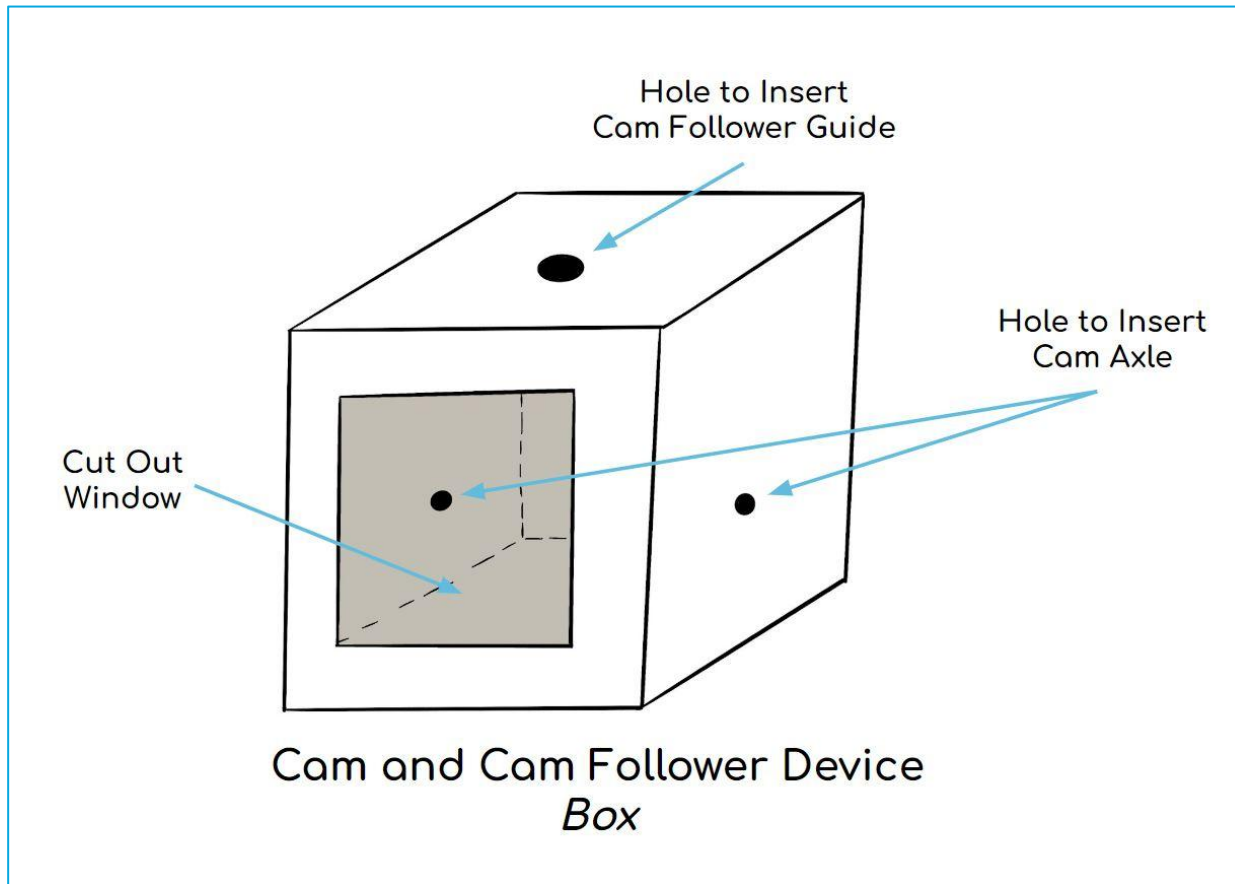 Hole to Insert
Cam Follower Guide
Hole to Insert
Cam Axle
Cut Out
Window
Cam and Cam Follower Device
Box